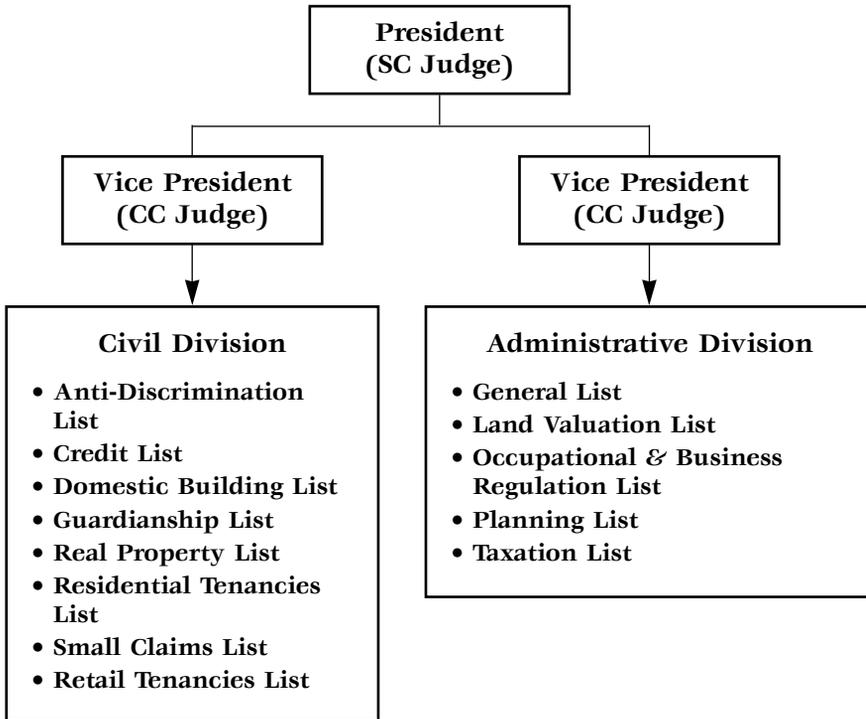 President
(SC Judge)
Vice President
(CC Judge)
Vice President
(CC Judge)
Civil Division
• Anti-Discrimination
List
• Credit List
• Domestic Building List
• Guardianship List
• Real Property List
• Residential Tenancies
List
• Small Claims List
• Retail Tenancies List
Administrative Division
• General List
• Land Valuation List
• Occupational & Business
Regulation List
• Planning List
• Taxation List